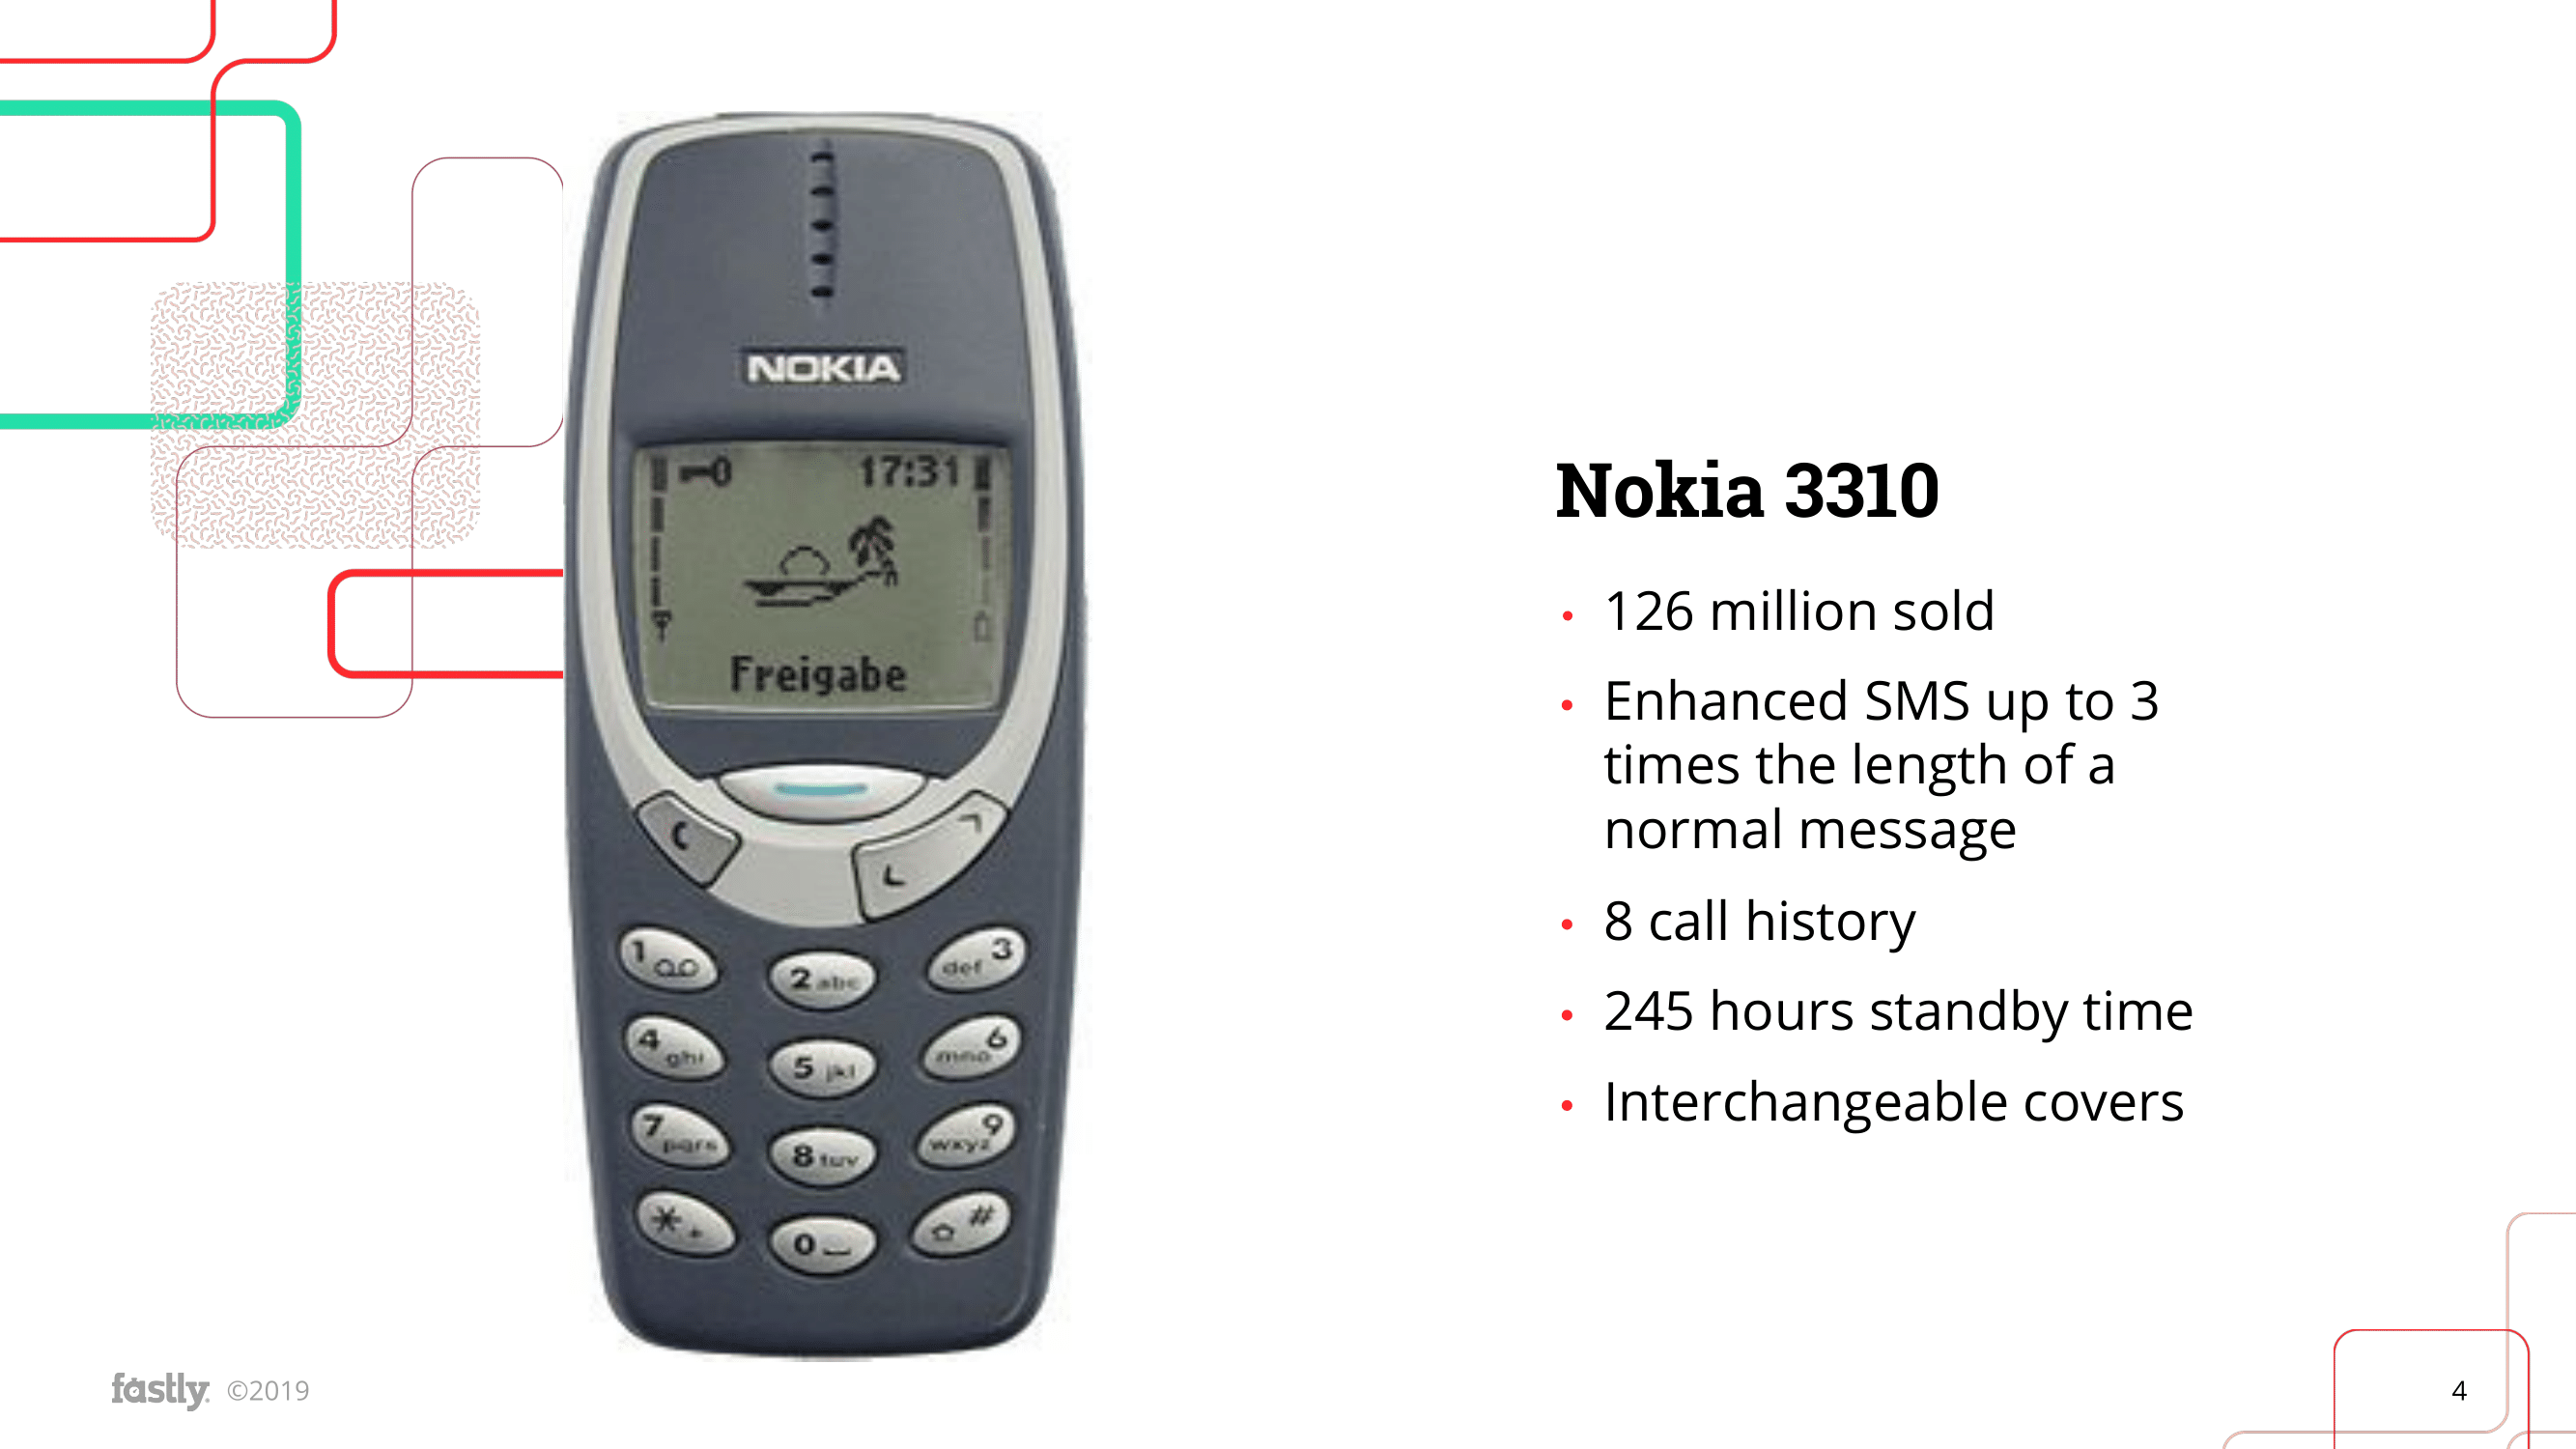 NOKIA
17:31
Freigabe
1
2 abc
def 3
4 ghi
5 jkl
mno 6
7 pqrs
8 tuv
wxyz 9
* +
0
#
Nokia 3310
• 126 million sold
• Enhanced SMS up to 3
times the length of a
normal message
• 8 call history
• 245 hours standby time
• Interchangeable covers
fastly ©2019
4